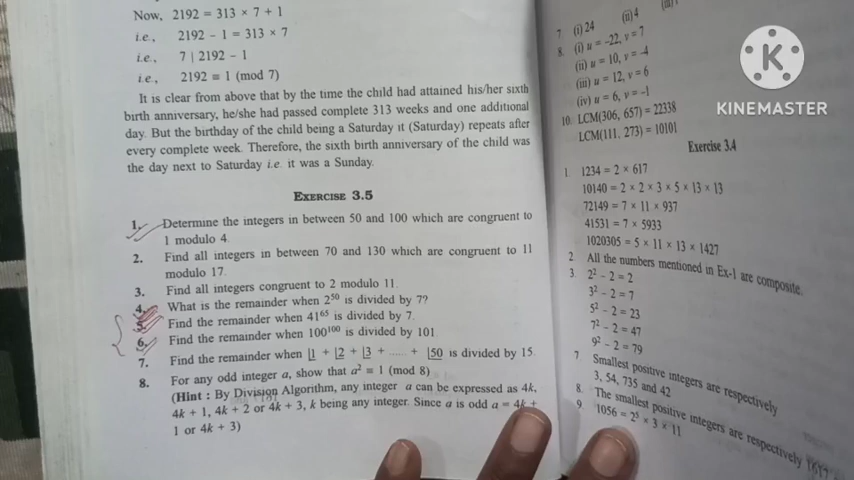 Now, 2192 = 313 × 7 + 1
i.e., 2192 − 1 = 313 × 7
i.e., 7 | 2192 − 1
i.e., 2192 ≡ 1 (mod 7)
It is clear from above that by the time the child had attained his/her sixth
birth anniversary, he/she had passed complete 313 weeks and one additional
day. But the birthday of the child being a Saturday it (Saturday) repeats after
every complete week. Therefore, the sixth birth anniversary of the child was
the day next to Saturday i.e. it was a Sunday.
EXERCISE 3.5
1. Determine the integers in between 50 and 100 which are congruent to
1 modulo 4.
2. Find all integers in between 70 and 130 which are congruent to 11
modulo 17.
3. Find all integers congruent to 2 modulo 11.
4. What is the remainder when 2⁵⁰ is divided by 7?
5. Find the remainder when 41⁶⁵ is divided by 7.
6. Find the remainder when 100¹⁰⁰ is divided by 101.
7. Find the remainder when |1 + |2 + |3 + ...... + |50 is divided by 15.
8. For any odd integer a, show that a² ≡ 1 (mod 8)
(Hint : By Division Algorithm, any integer a can be expressed as 4k,
4k + 1, 4k + 2 or 4k + 3, k being any integer. Since a is odd a = 4k +
1 or 4k + 3)
7 (i) 24 (ii) 4
8. (i) u = −22, v = 7
(ii) u = 10, v = −4
(iii) u = 12, v = 6
(iv) u = 6, v = −1
10. LCM(306, 657) = 22338
LCM(111, 273) = 10101
Exercise 3.4
1. 1234 = 2 × 617
10140 = 2 × 2 × 3 × 5 × 13 × 13
72149 = 7 × 11 × 937
41531 = 7 × 5933
1020305 = 5 × 11 × 13 × 1427
2 All the numbers mentioned in Ex-1 are composite.
3. 2² − 2 = 2
3² − 2 = 7
5² − 2 = 23
7² − 2 = 47
9² − 2 = 79
7 Smallest positive integers are respectively
3, 54, 735 and 42
8. The smallest positive integers are respectively
9. 1056 = 2⁵ × 3 × 11
KINEMASTER